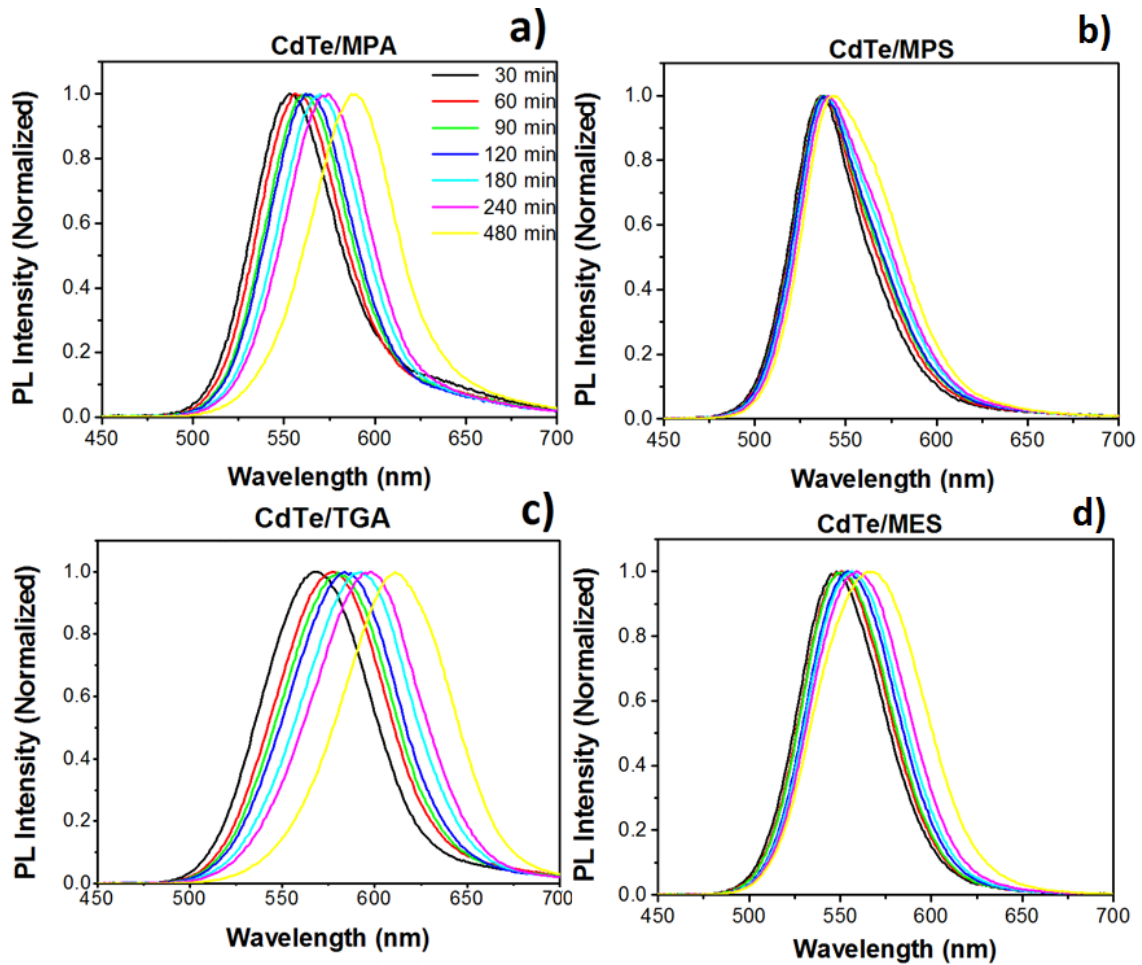 a)
CdTe/MPA
30 min
60 min
90 min
120 min
180 min
240 min
480 min
PL Intensity (Normalized)
1.0
0.8
0.6
0.4
0.2
0.0
450 500 550 600 650 700
Wavelength (nm)
b)
CdTe/MPS
PL Intensity (Normalized)
1.0
0.8
0.6
0.4
0.2
0.0
450 500 550 600 650 700
Wavelength (nm)
c)
CdTe/TGA
PL Intensity (Normalized)
1.0
0.8
0.6
0.4
0.2
0.0
450 500 550 600 650 700
Wavelength (nm)
d)
CdTe/MES
PL Intensity (Normalized)
1.0
0.8
0.6
0.4
0.2
0.0
450 500 550 600 650 700
Wavelength (nm)